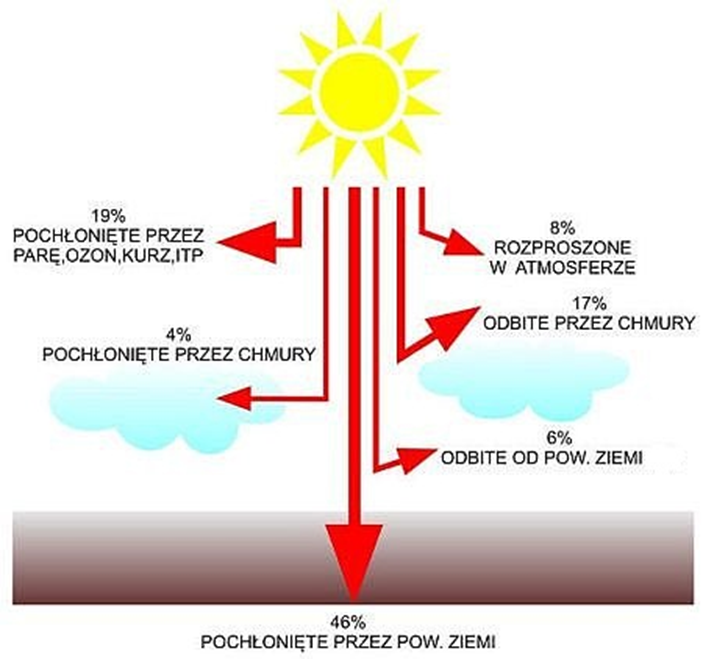 19%
POCHŁONIĘTE PRZEZ
PARĘ,OZON,KURZ,ITP
8%
ROZPROSZONE
W ATMOSFERZE
17%
ODBITE PRZEZ CHMURY
4%
POCHŁONIĘTE PRZEZ CHMURY
6%
ODBITE OD POW. ZIEMI
46%
POCHŁONIĘTE PRZEZ POW. ZIEMI